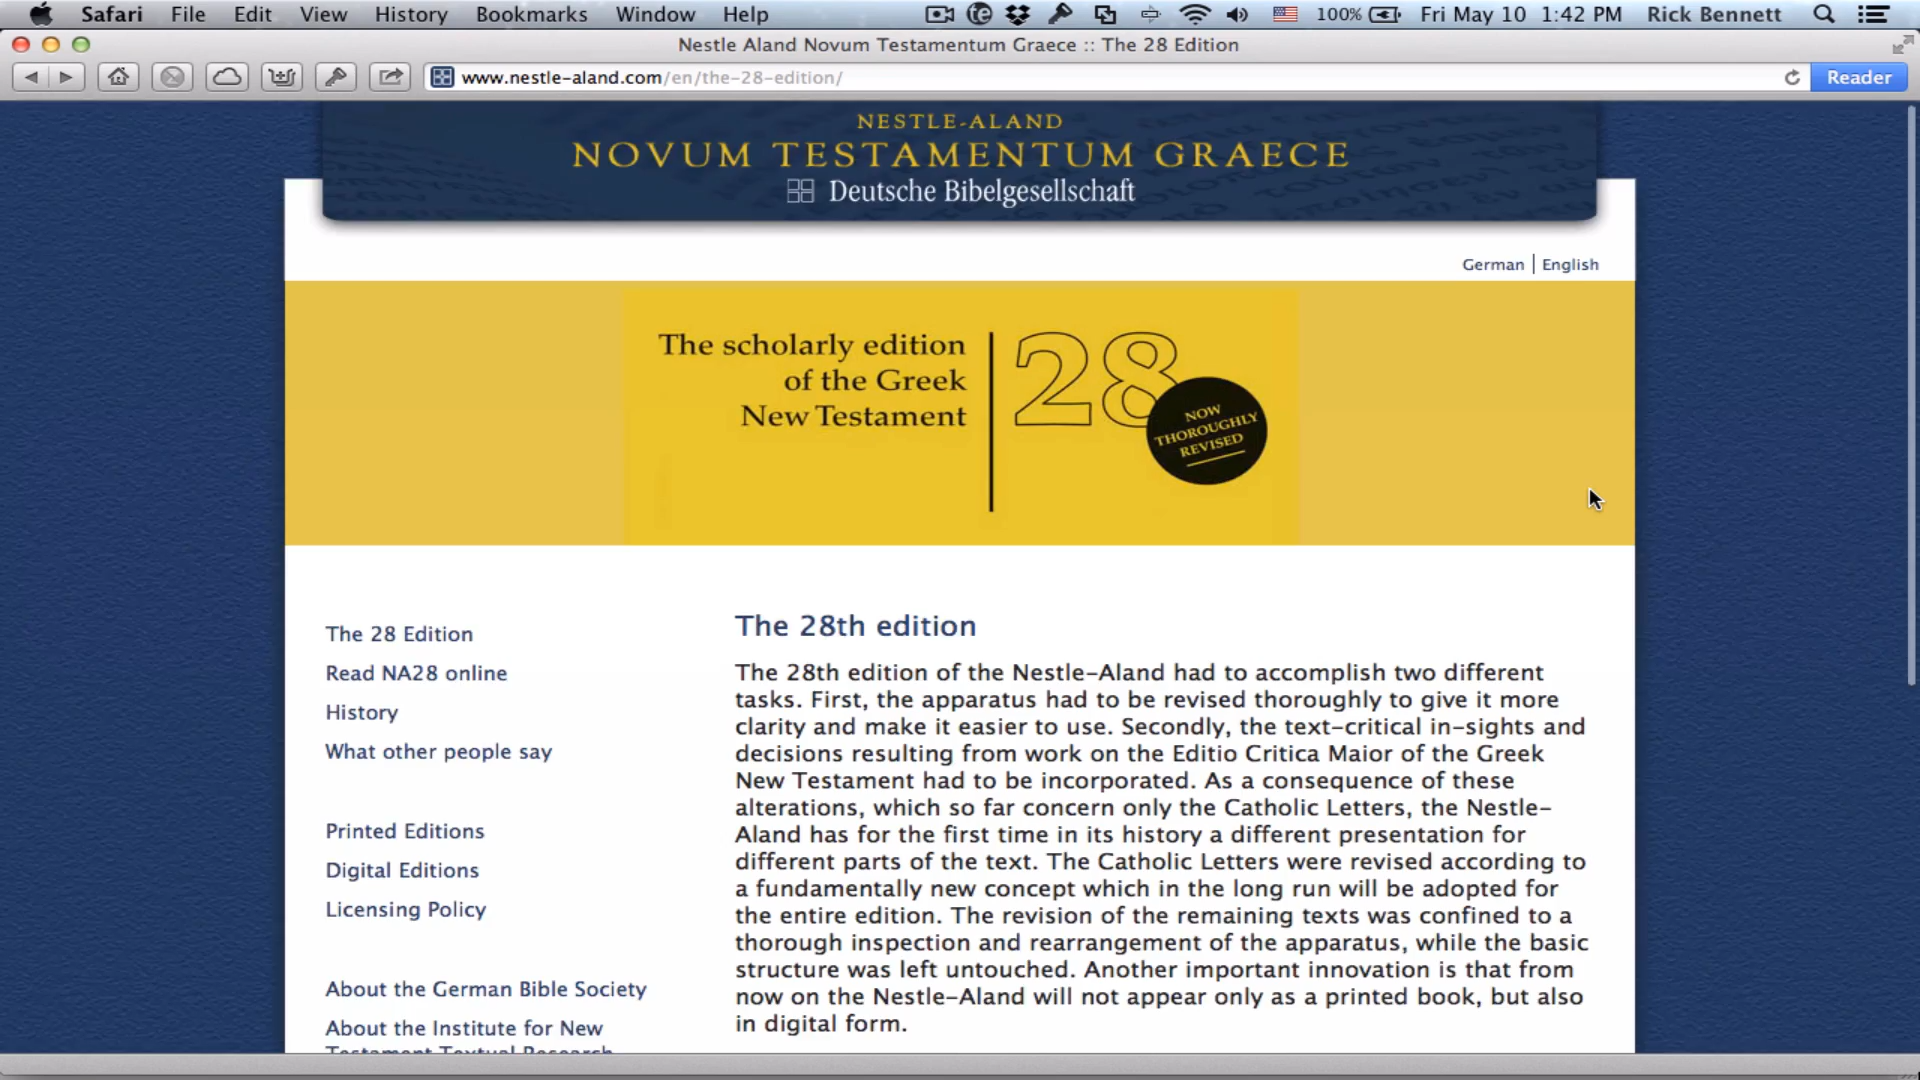 Safari File Edit View History Bookmarks Window Help 100% Fri May 10 1:42 PM Rick Bennett
Nestle Aland Novum Testamentum Graece :: The 28 Edition
www.nestle-aland.com/en/the-28-edition/ Reader
NESTLE-ALAND
NOVUM TESTAMENTUM GRAECE
Deutsche Bibelgesellschaft
German | English
The scholarly edition
of the Greek
New Testament
28
NOW
THOROUGHLY
REVISED
The 28 Edition
Read NA28 online
History
What other people say
Printed Editions
Digital Editions
Licensing Policy
About the German Bible Society
About the Institute for New
Testament Textual Research
The 28th edition
The 28th edition of the Nestle-Aland had to accomplish two different
tasks. First, the apparatus had to be revised thoroughly to give it more
clarity and make it easier to use. Secondly, the text-critical in-sights and
decisions resulting from work on the Editio Critica Maior of the Greek
New Testament had to be incorporated. As a consequence of these
alterations, which so far concern only the Catholic Letters, the Nestle-
Aland has for the first time in its history a different presentation for
different parts of the text. The Catholic Letters were revised according to
a fundamentally new concept which in the long run will be adopted for
the entire edition. The revision of the remaining texts was confined to a
thorough inspection and rearrangement of the apparatus, while the basic
structure was left untouched. Another important innovation is that from
now on the Nestle-Aland will not appear only as a printed book, but also
in digital form.